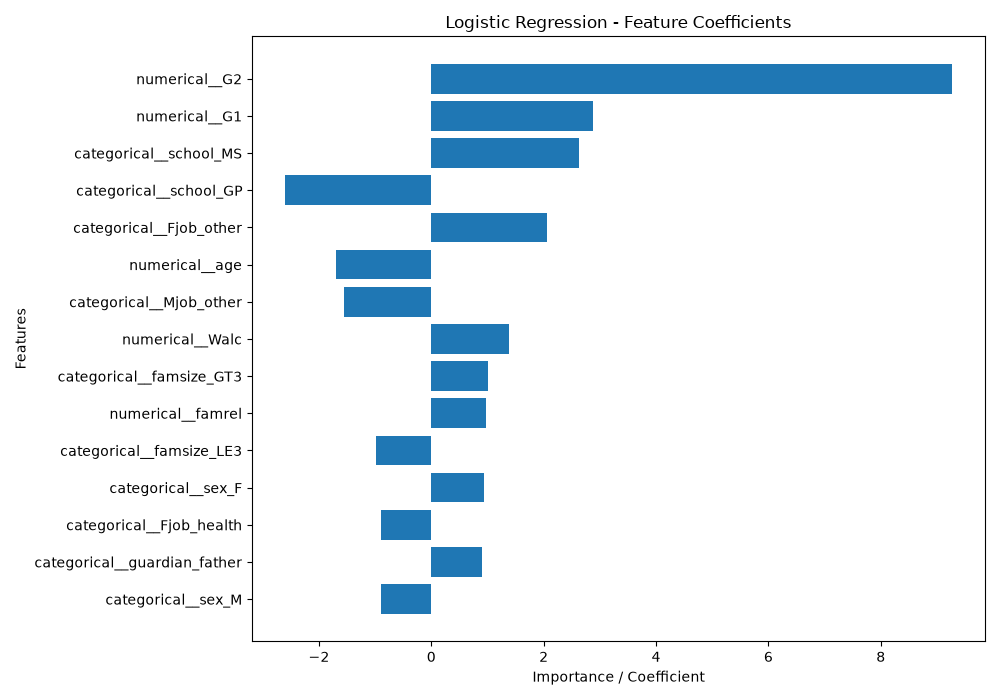 Logistic Regression - Feature Coefficients
Features
numerical__G2
numerical__G1
categorical__school_MS
categorical__school_GP
categorical__Fjob_other
numerical__age
categorical__Mjob_other
numerical__Walc
categorical__famsize_GT3
numerical__famrel
categorical__famsize_LE3
categorical__sex_F
categorical__Fjob_health
categorical__guardian_father
categorical__sex_M
−2 0 2 4 6 8
Importance / Coefficient